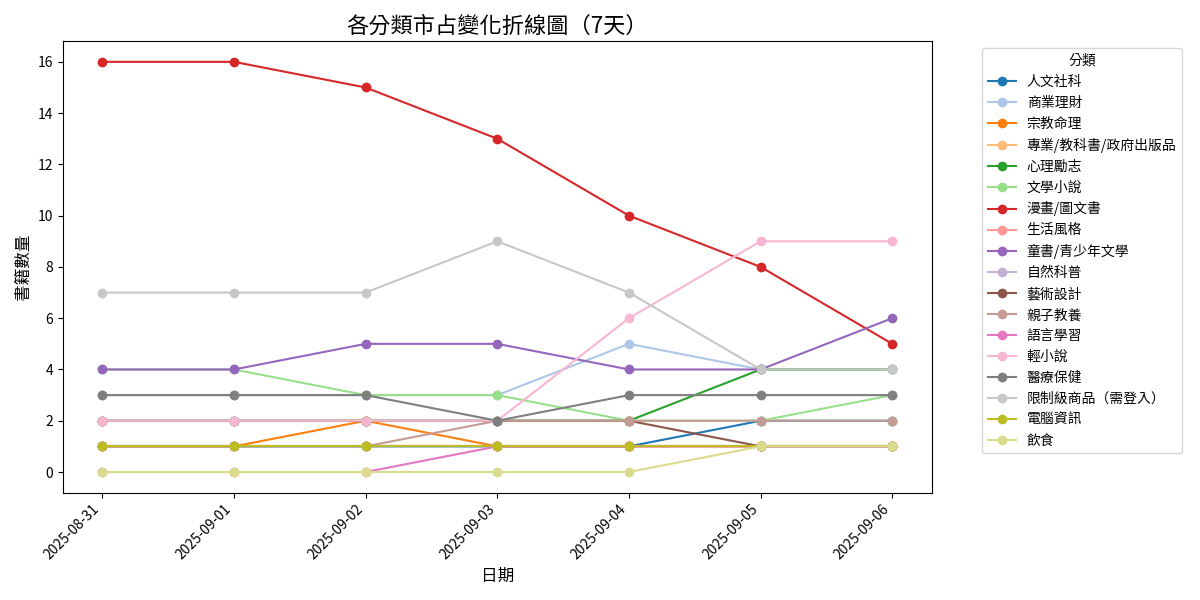 各分類市占變化折線圖（7天）
書籍數量
16
14
12
10
8
6
4
2
0
2025-08-31
2025-09-01
2025-09-02
2025-09-03
2025-09-04
2025-09-05
2025-09-06
日期
分類
人文社科
商業理財
宗教命理
專業/教科書/政府出版品
心理勵志
文學小說
漫畫/圖文書
生活風格
童書/青少年文學
自然科普
藝術設計
親子教養
語言學習
輕小說
醫療保健
限制級商品（需登入）
電腦資訊
飲食